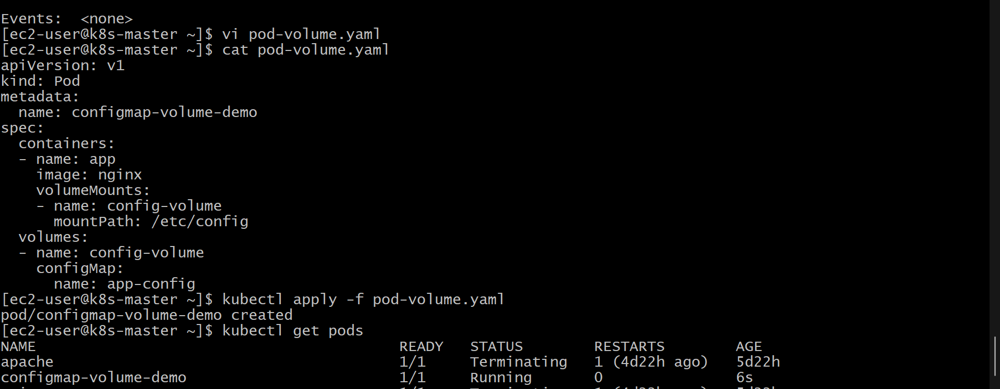 Events:  <none>
[ec2-user@k8s-master ~]$ vi pod-volume.yaml
[ec2-user@k8s-master ~]$ cat pod-volume.yaml
apiVersion: v1
kind: Pod
metadata:
  name: configmap-volume-demo
spec:
  containers:
  - name: app
    image: nginx
    volumeMounts:
    - name: config-volume
      mountPath: /etc/config
  volumes:
  - name: config-volume
    configMap:
      name: app-config
[ec2-user@k8s-master ~]$ kubectl apply -f pod-volume.yaml
pod/configmap-volume-demo created
[ec2-user@k8s-master ~]$ kubectl get pods
NAME                                         READY   STATUS        RESTARTS        AGE
apache                                       1/1     Terminating   1 (4d22h ago)   5d22h
configmap-volume-demo                        1/1     Running       0               6s